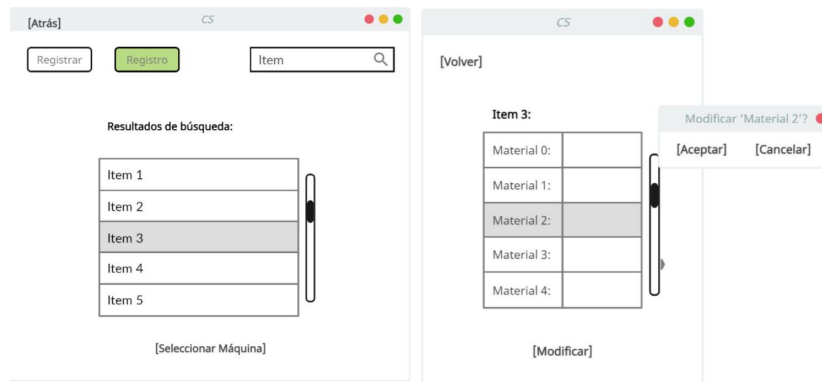 [Atrás]
CS
Registrar
Registro
Item
Resultados de búsqueda:
Item 1
Item 2
Item 3
Item 4
Item 5
[Seleccionar Máquina]
CS
[Volver]
Item 3:
Material 0:
Material 1:
Material 2:
Material 3:
Material 4:
[Modificar]
Modificar ‘Material 2’?
[Aceptar] [Cancelar]